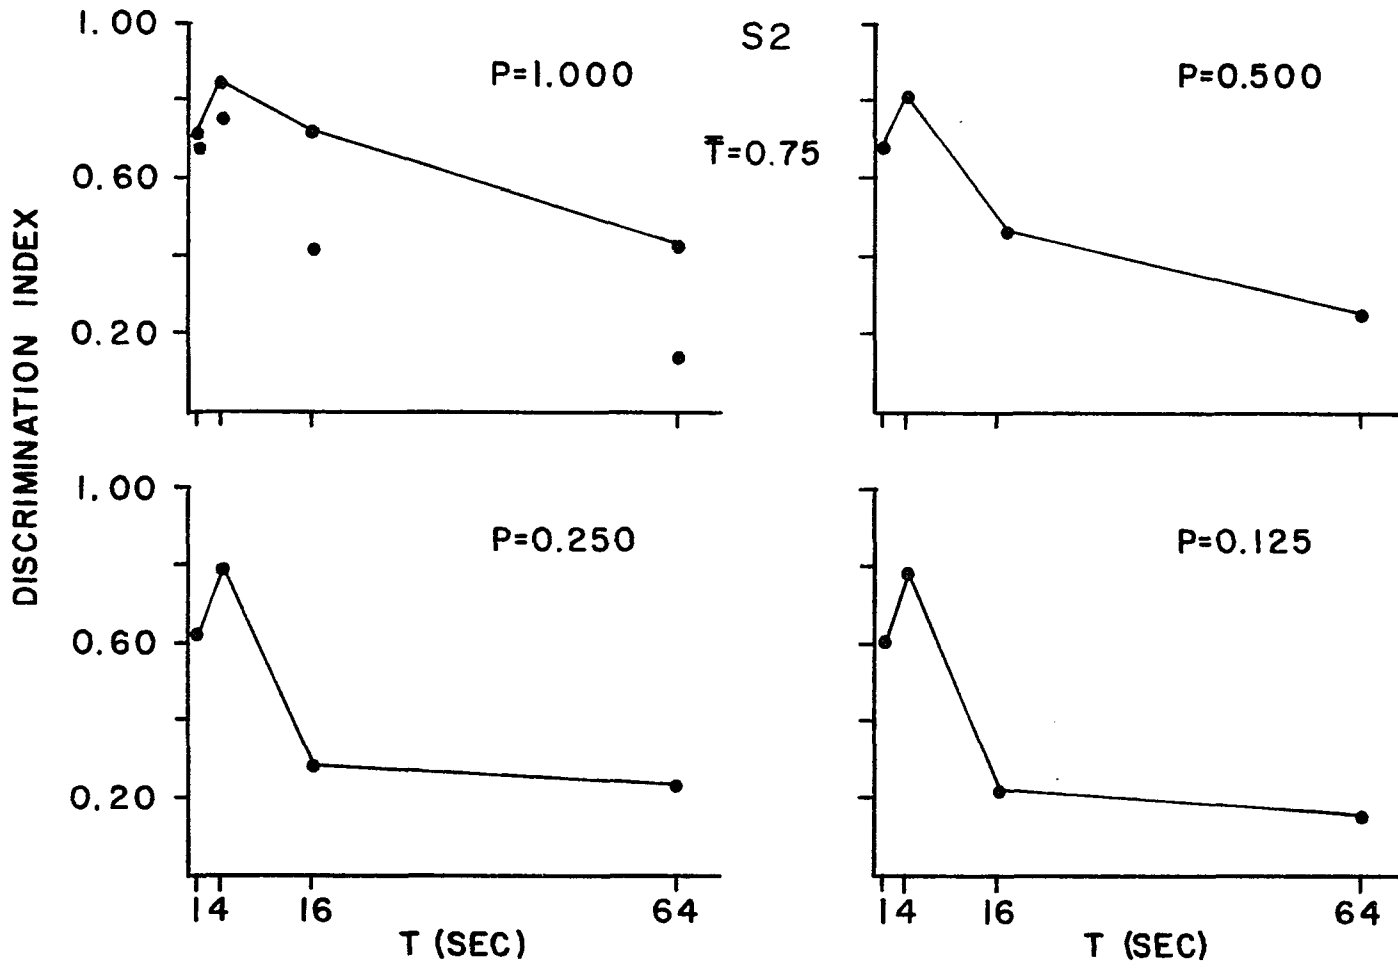 S2
T̄=0.75
DISCRIMINATION INDEX
1.00
0.60
0.20
P=1.000
P=0.500
1.00
0.60
0.20
P=0.250
P=0.125
1 4 16 64
T (SEC)
1 4 16 64
T (SEC)